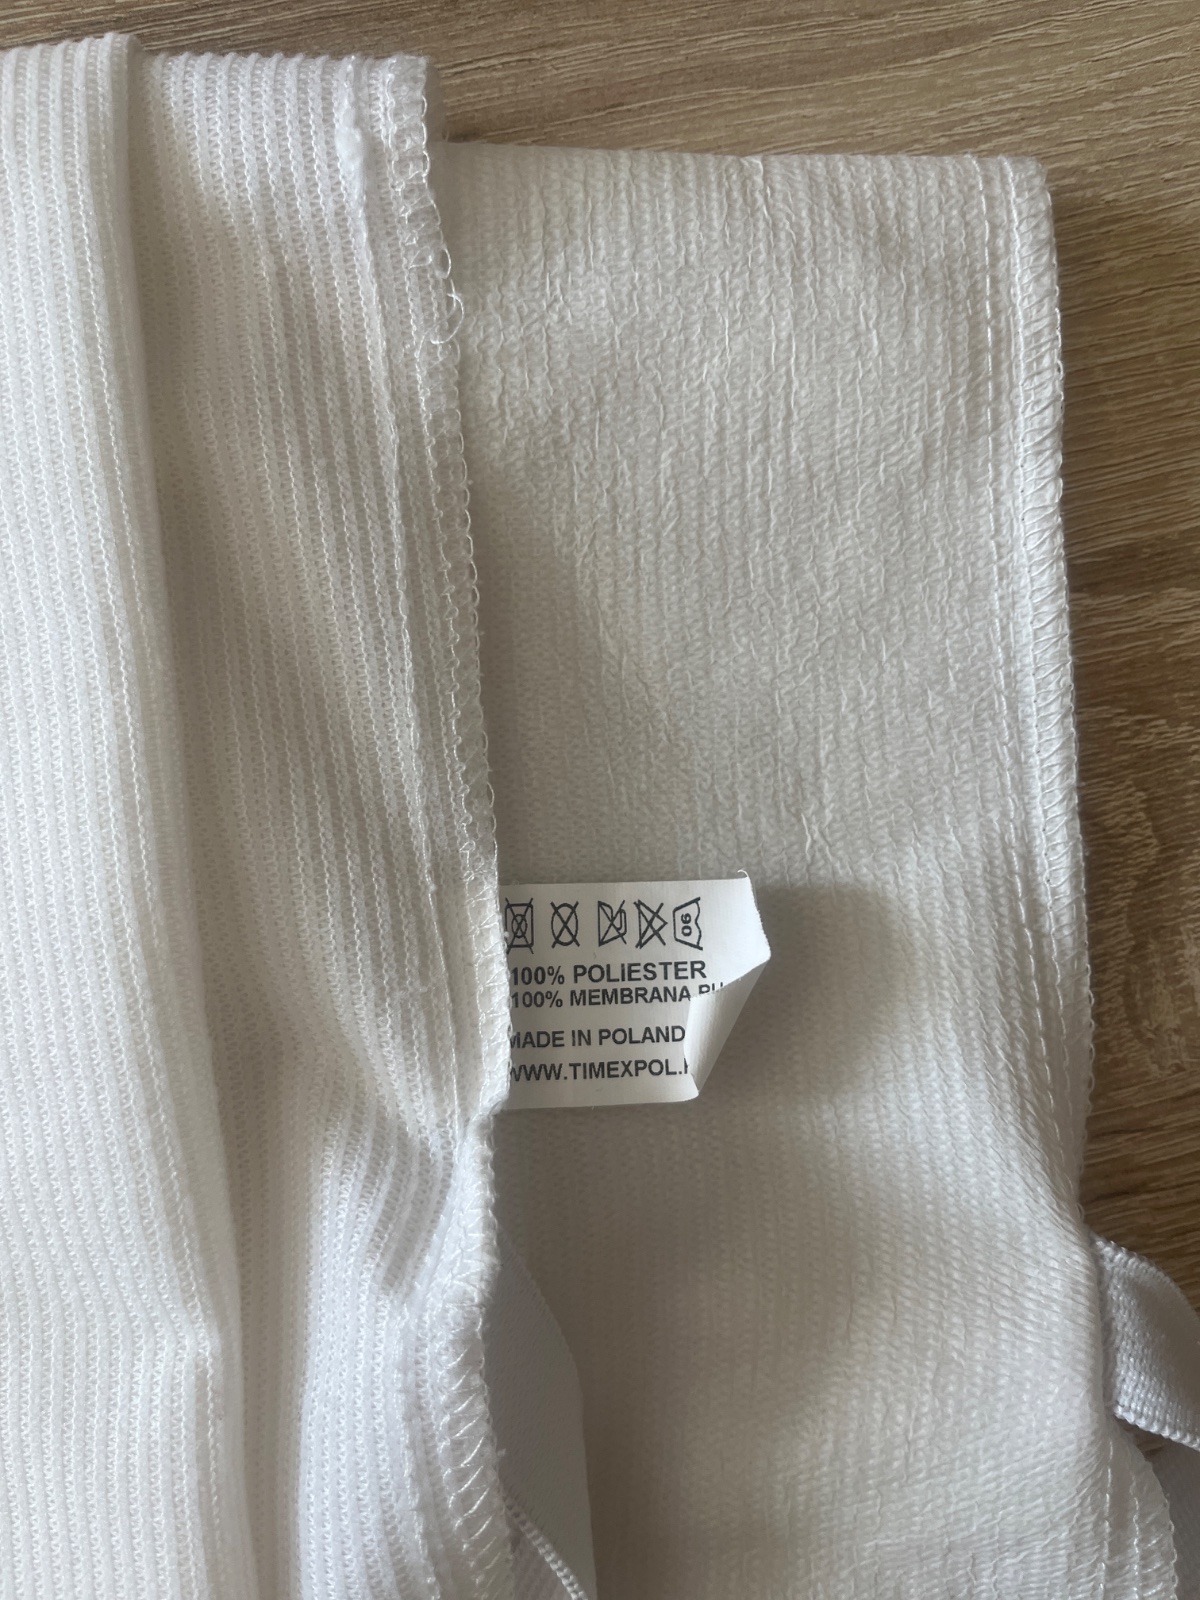 90
100% POLIESTER
100% MEMBRANA
MADE IN POLAND
WWW.TIMEXPOL.